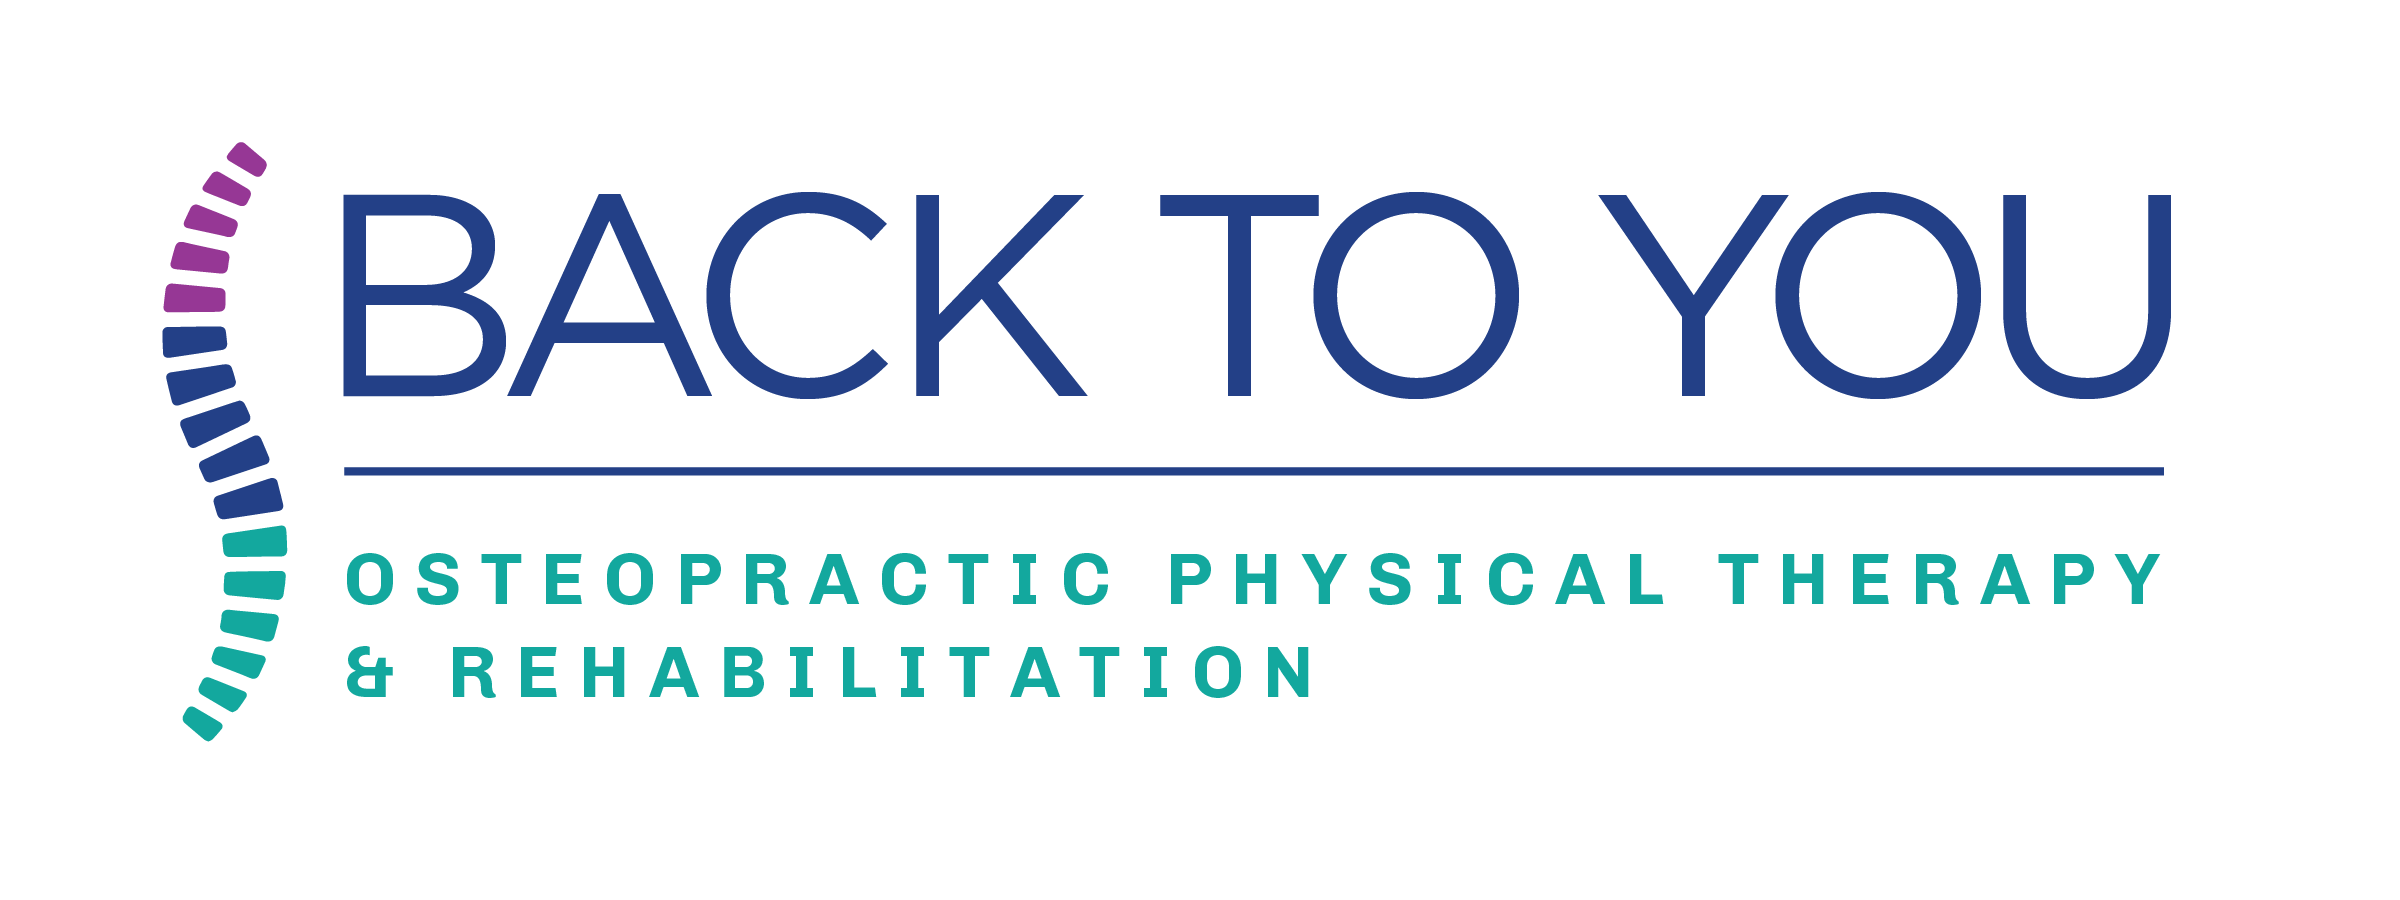 BACK TO YOU
OSTEOPRACTIC PHYSICAL THERAPY
& REHABILITATION